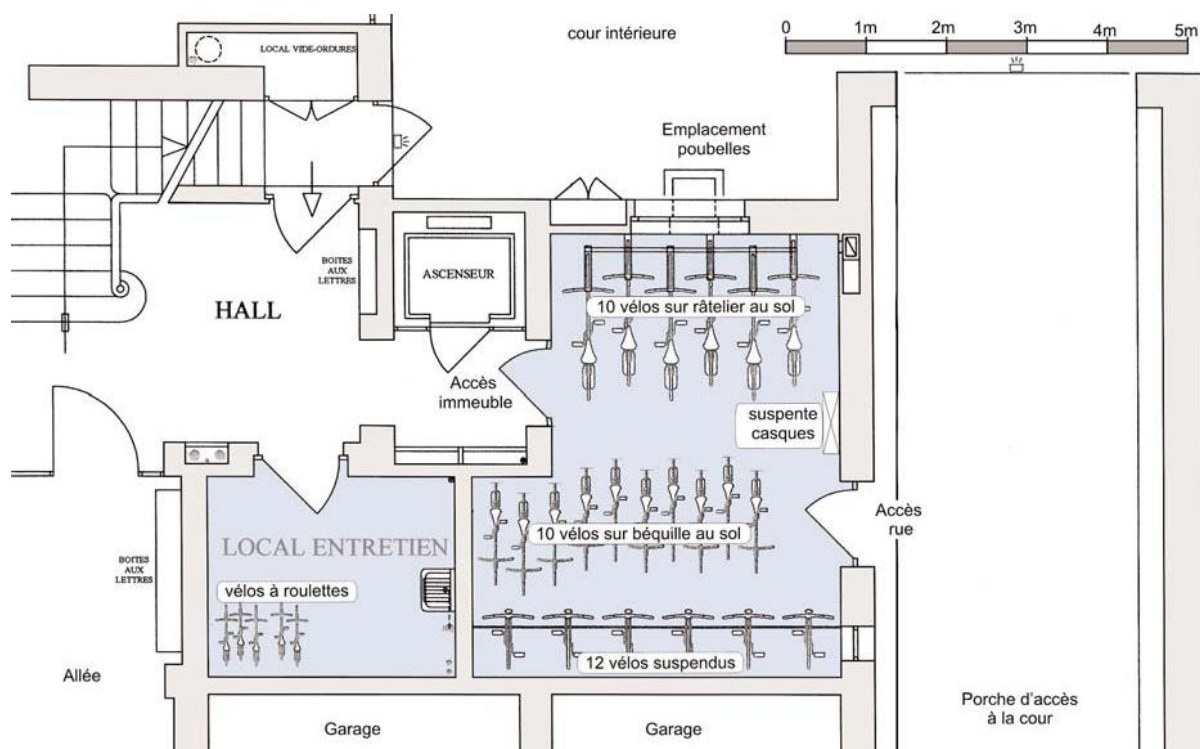 0 1m 2m 3m 4m 5m
cour intérieure
LOCAL VIDE-ORDURES
Emplacement
poubelles
BOITES
AUX
LETTRES
ASCENSEUR
HALL
10 vélos sur râtelier au sol
Accès
immeuble
suspente
casques
Accès
rue
10 vélos sur béquille au sol
LOCAL ENTRETIEN
BOITES
AUX
LETTRES
vélos à roulettes
12 vélos suspendus
Allée
Garage
Garage
Porche d'accès
à la cour